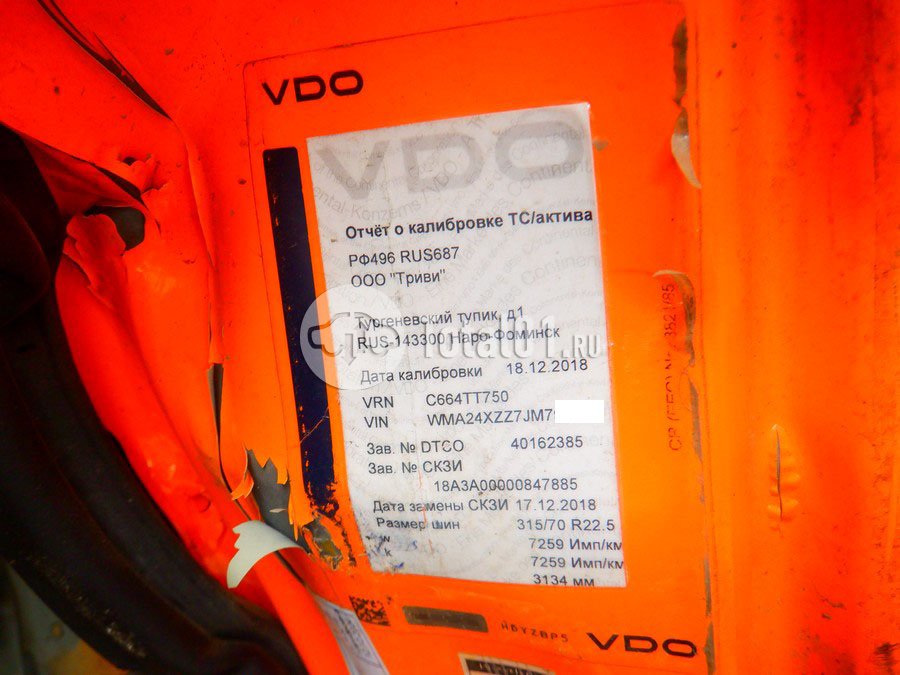 VDO
VDO
Отчёт о калибровке ТС/актива
РФ496 RUS687
ООО "Триви"
Тургеневский тупик, д1
RUS-143300 Наро-Фоминск
Total01.RU
Дата калибровки 18.12.2018
VRN C664TT750
VIN WMA24XZZ7JM7
Зав. № DTCO 40162385
Зав. № СКЗИ
18A3A00000847885
Дата замены СКЗИ 17.12.2018
Размер шин 315/70 R22.5
w 7259 Имп/км
k 7259 Имп/км
3134 мм
VDO